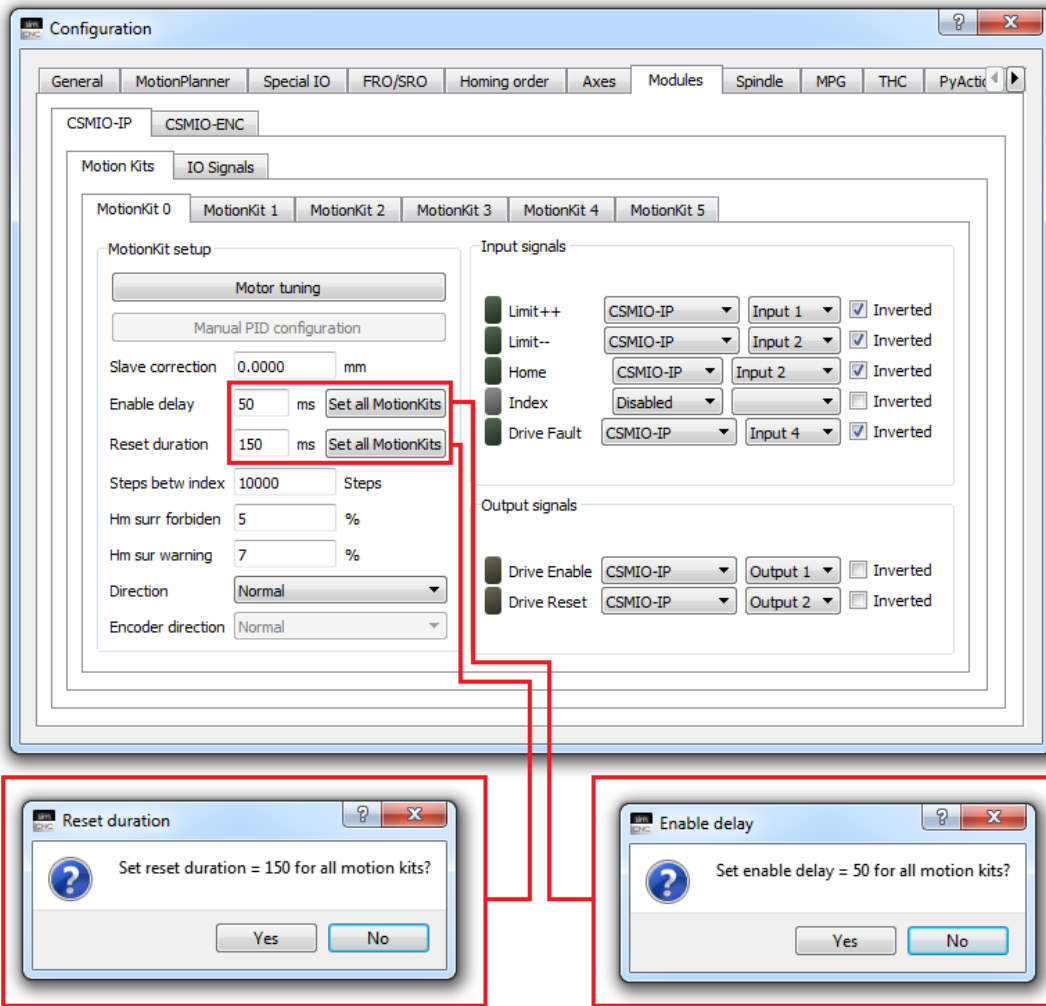 Configuration
General MotionPlanner Special IO FRO/SRO Homing order Axes Modules Spindle MPG THC PyActic
CSMIO-IP CSMIO-ENC
Motion Kits IO Signals
MotionKit 0 MotionKit 1 MotionKit 2 MotionKit 3 MotionKit 4 MotionKit 5
MotionKit setup
Motor tuning
Manual PID configuration
Slave correction 0.0000 mm
Enable delay 50 ms Set all MotionKits
Reset duration 150 ms Set all MotionKits
Steps betw index 10000 Steps
Hm surr forbiden 5 %
Hm sur warning 7 %
Direction Normal
Encoder direction Normal
Input signals
Limit++ CSMIO-IP Input 1 Inverted
Limit-- CSMIO-IP Input 2 Inverted
Home CSMIO-IP Input 2 Inverted
Index Disabled Inverted
Drive Fault CSMIO-IP Input 4 Inverted
Output signals
Drive Enable CSMIO-IP Output 1 Inverted
Drive Reset CSMIO-IP Output 2 Inverted
Reset duration
Set reset duration = 150 for all motion kits?
Yes No
Enable delay
Set enable delay = 50 for all motion kits?
Yes No